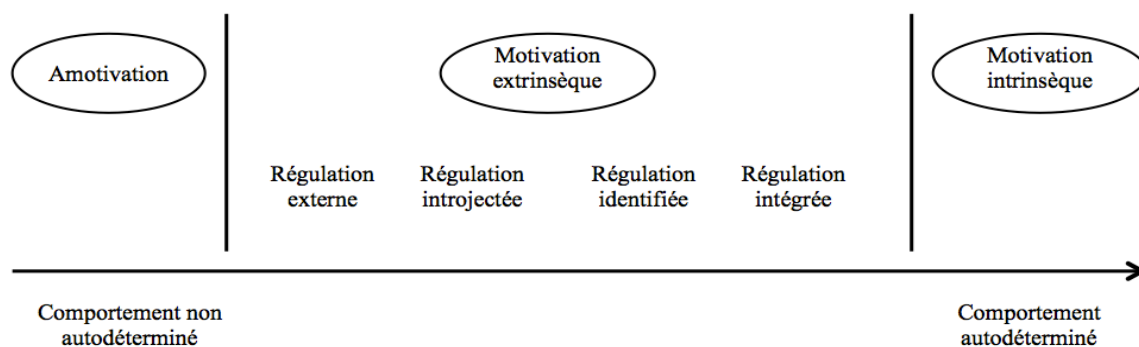 Amotivation
Motivation
extrinsèque
Motivation
intrinsèque
Régulation
externe
Régulation
introjectée
Régulation
identifiée
Régulation
intégrée
Comportement non
autodéterminé
Comportement
autodéterminé